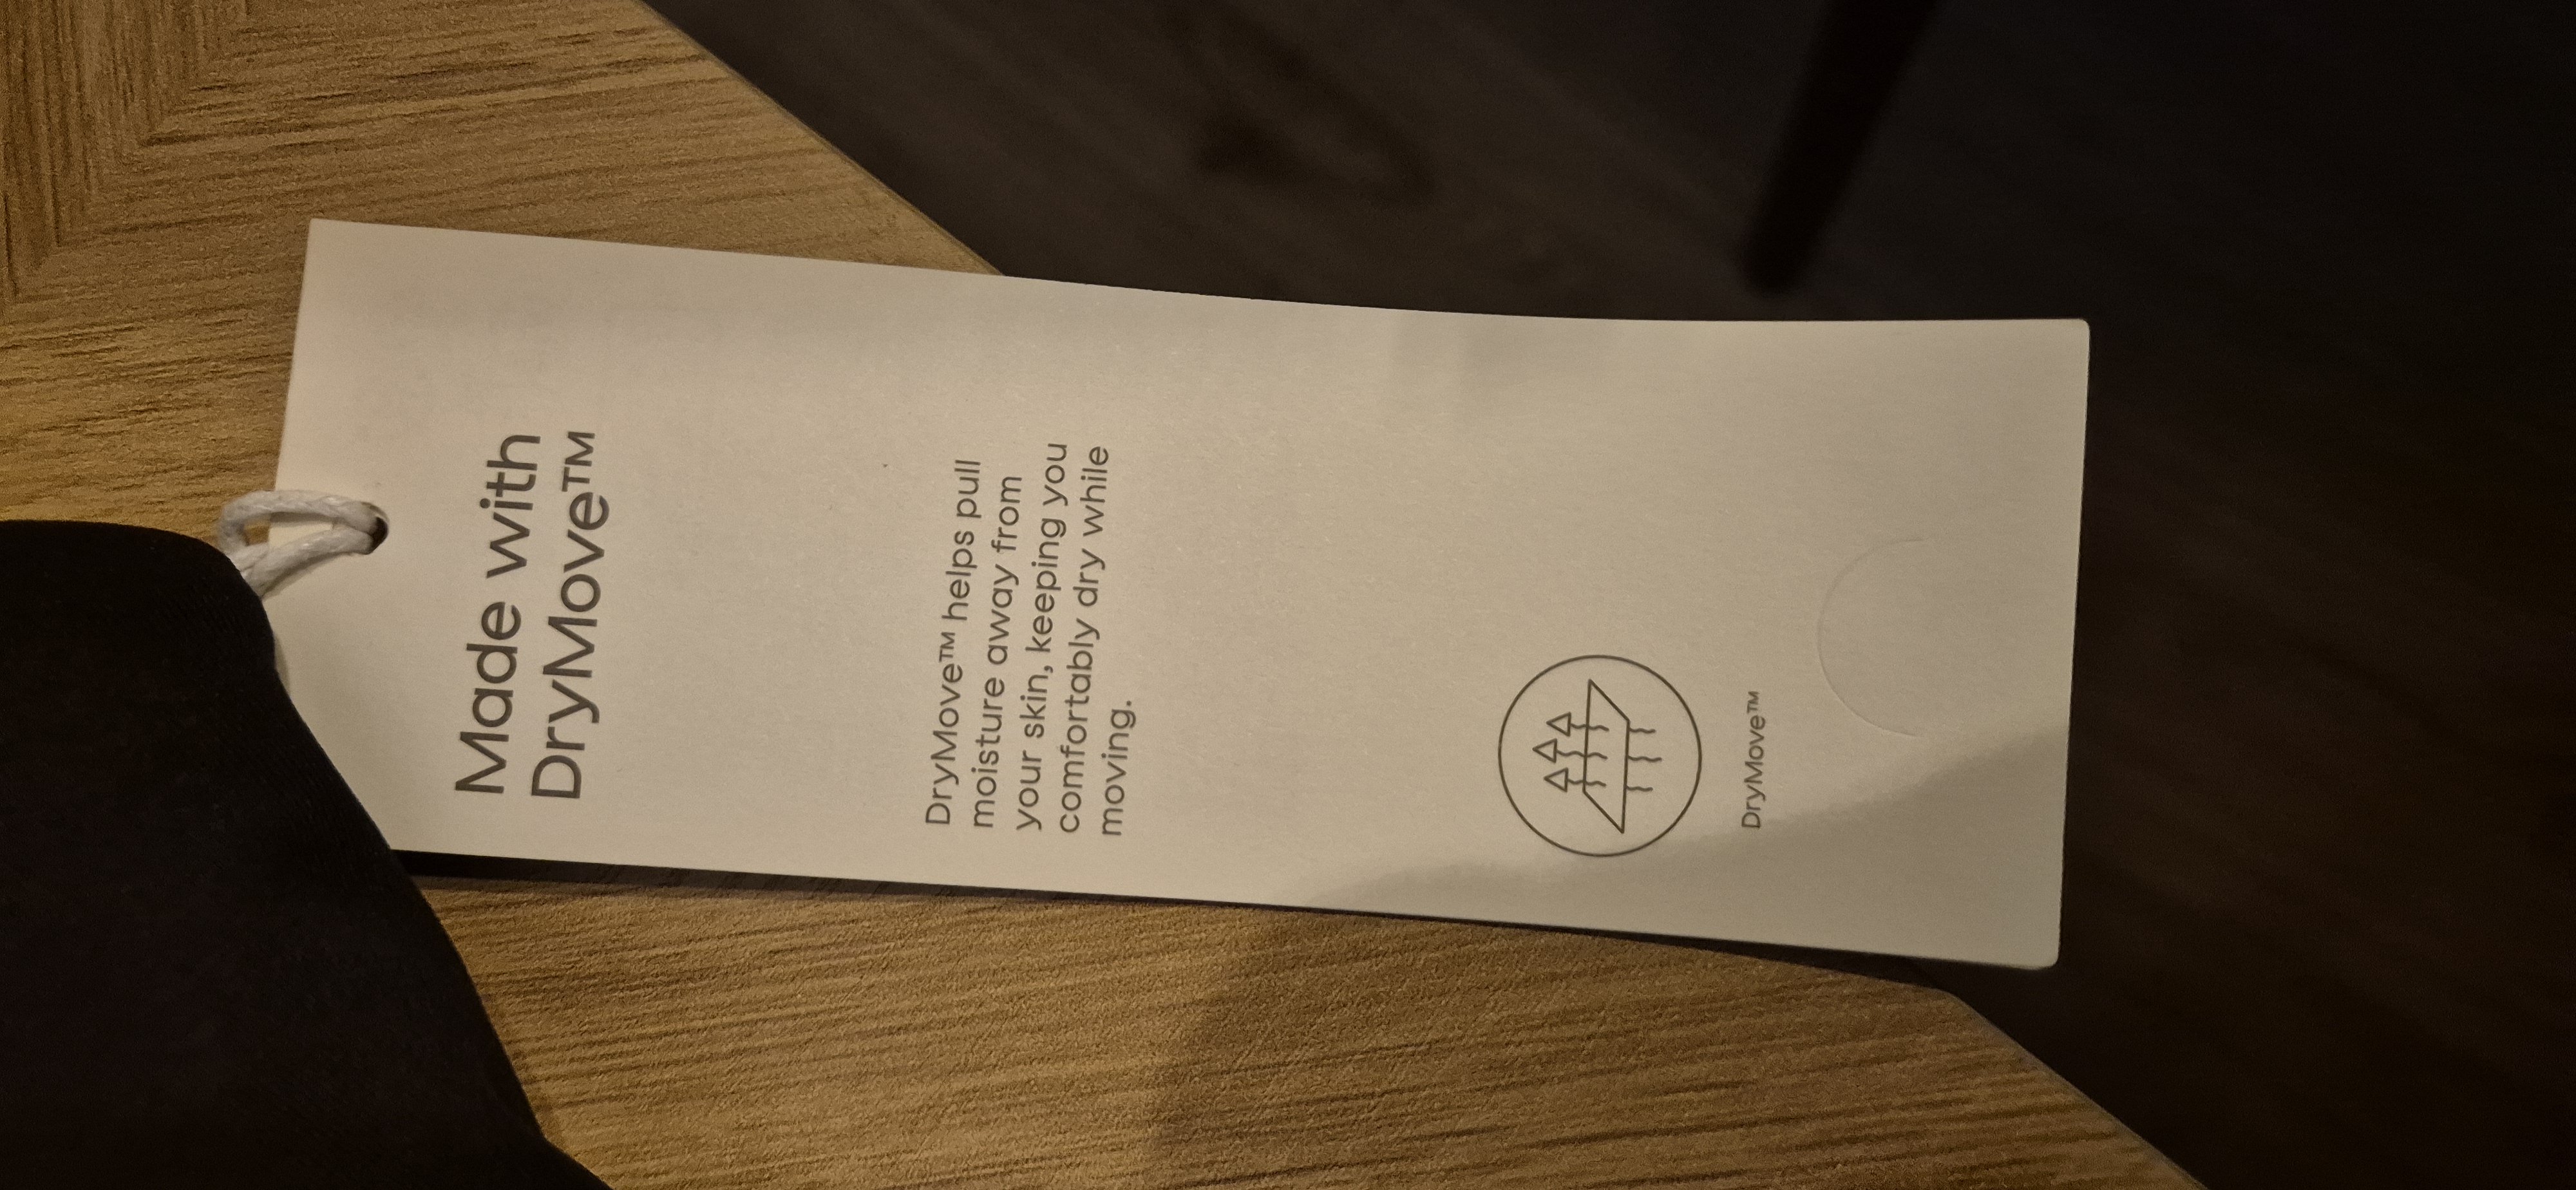 Made with
DryMove™
DryMove™ helps pull
moisture away from
your skin, keeping you
comfortably dry while
moving.
DryMove™